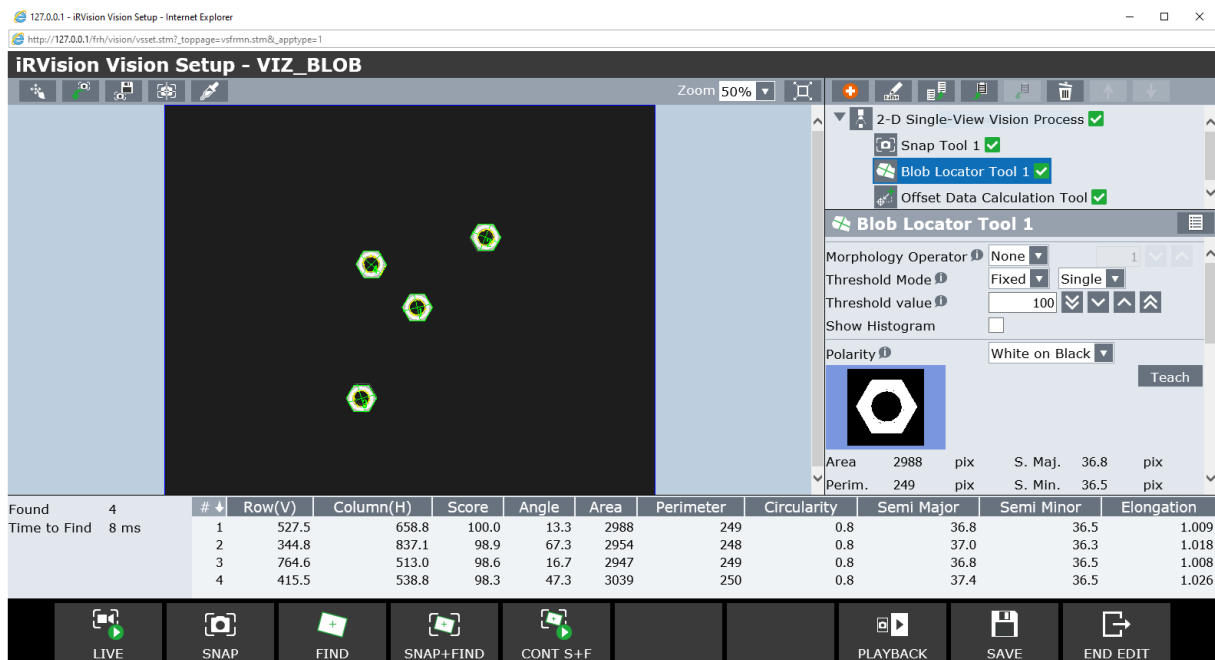 127.0.0.1 - iRVision Vision Setup - Internet Explorer
http://127.0.0.1/frh/vision/vsset.stm?_toppage=vsfrmn.stm&_apptype=1
iRVision Vision Setup - VIZ_BLOB
Zoom 50%
2-D Single-View Vision Process
Snap Tool 1
Blob Locator Tool 1
Offset Data Calculation Tool
Blob Locator Tool 1
Morphology Operator None 1
Threshold Mode Fixed Single
Threshold value 100
Show Histogram
Polarity White on Black
Teach
Area 2988 pix S. Maj. 36.8 pix
Perim. 249 pix S. Min. 36.5 pix
Found 4
Time to Find 8 ms
# Row(V) Column(H) Score Angle Area Perimeter Circularity Semi Major Semi Minor Elongation
1 527.5 658.8 100.0 13.3 2988 249 0.8 36.8 36.5 1.009
2 344.8 837.1 98.9 67.3 2954 248 0.8 37.0 36.3 1.018
3 764.6 513.0 98.6 16.7 2947 249 0.8 36.8 36.5 1.008
4 415.5 538.8 98.3 47.3 3039 250 0.8 37.4 36.5 1.026
LIVE SNAP FIND SNAP+FIND CONT S+F PLAYBACK SAVE END EDIT